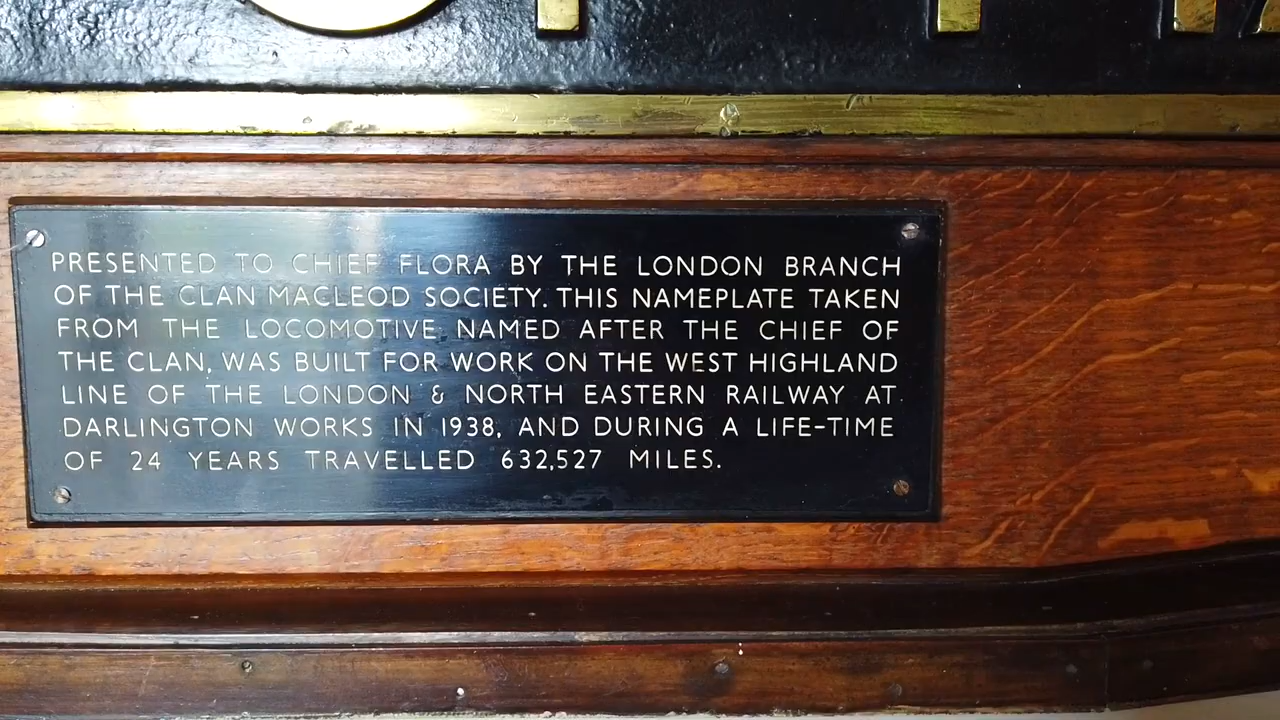 PRESENTED TO CHIEF FLORA BY THE LONDON BRANCH
OF THE CLAN MACLEOD SOCIETY. THIS NAMEPLATE TAKEN
FROM THE LOCOMOTIVE NAMED AFTER THE CHIEF OF
THE CLAN, WAS BUILT FOR WORK ON THE WEST HIGHLAND
LINE OF THE LONDON & NORTH EASTERN RAILWAY AT
DARLINGTON WORKS IN 1938, AND DURING A LIFE-TIME
OF 24 YEARS TRAVELLED 632,527 MILES.